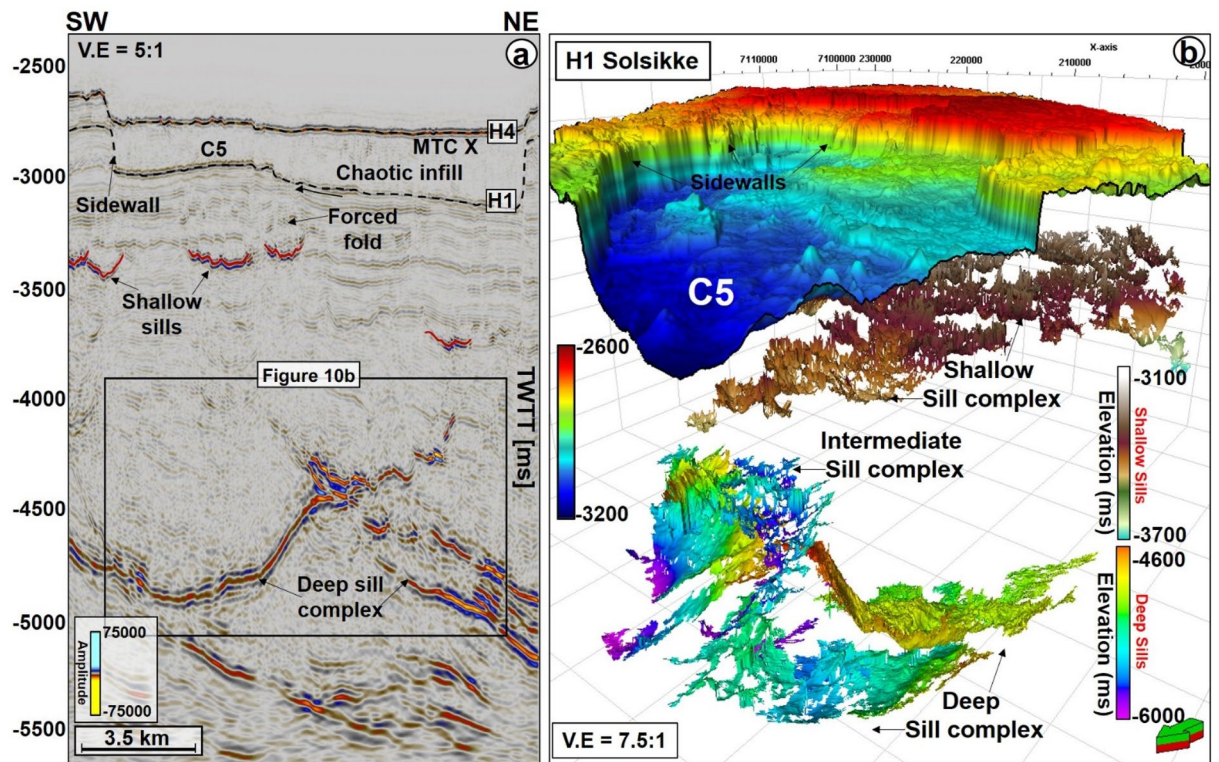 SW
NE
V.E = 5:1
a
-2500
-3000
-3500
-4000
-4500
-5000
-5500
H4
C5
MTC X
Chaotic infill
H1
Sidewall
Forced
fold
Shallow
sills
Figure 10b
TWTT [ms]
Deep sill
complex
75000
Amplitude
-75000
3.5 km
H1 Solsikke
b
X-axis
7110000
7100000
230000
220000
210000
Sidewalls
C5
-2600
-3200
Shallow
Sill complex
Intermediate
Sill complex
-3100
Elevation (ms)
Shallow Sills
-3700
-4600
Elevation (ms)
Deep Sills
-6000
Deep
Sill complex
V.E = 7.5:1